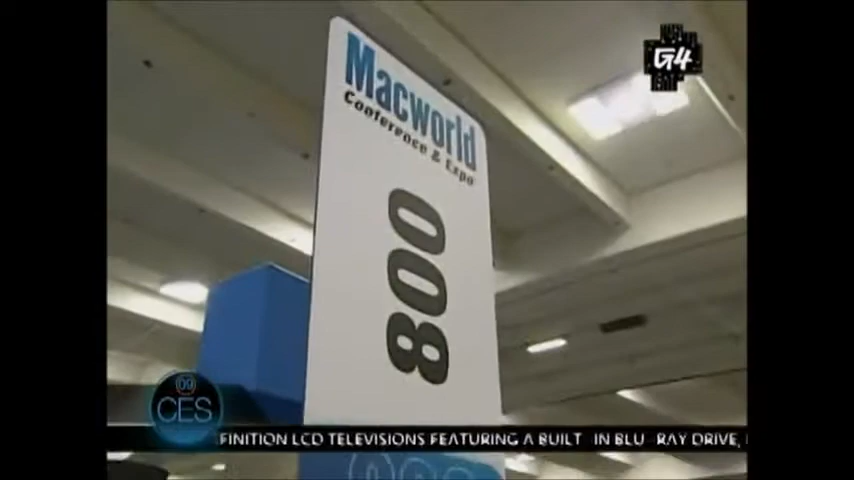 G4
Macworld
Conference & Expo
800
09
CES
FINITION LCD TELEVISIONS FEATURING A BUILT IN BLU RAY DRIVE,